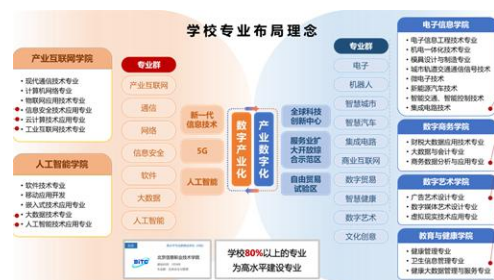 学校专业布局理念
产业互联网学院
现代通信技术专业
计算机网络专业
物联网应用技术专业
信息安全技术应用专业
云计算技术应用专业
工业互联网技术专业
人工智能学院
软件技术专业
移动应用开发
嵌入式技术应用专业
大数据技术专业
人工智能技术应用专业
专业群
产业互联网
通信
网络
信息安全
软件
大数据
人工智能
新一代
信息技术
5G
人工智能
数字产业化
产业数字化
全球科技
创新中心
服务业扩
开放综
合示范区
自由贸易
试验区
专业群
电子
机器人
智慧城市
智慧汽车
集成电路
商业互联网
数字贸易
智慧健康
数字艺术
文化创意
电子信息学院
电子信息工程技术专业
机电一体化技术专业
模具设计与制造专业
城市轨道交通通信信号技术
微电子技术
新能源汽车技术
智能交通、智能控制技术
集成电路技术
数字商务学院
财税大数据应用技术专业
大数据与会计专业
商务数据分析与应用专业
数字艺术学院
广告艺术设计专业
数字媒体艺术设计专业
虚拟现实技术应用专业
教育与健康学院
健康管理专业
卫生信息管理专业
健康大数据管理与服务专业
BITC
北京信息职业技术学院
学校80%以上的专业
为高水平建设专业